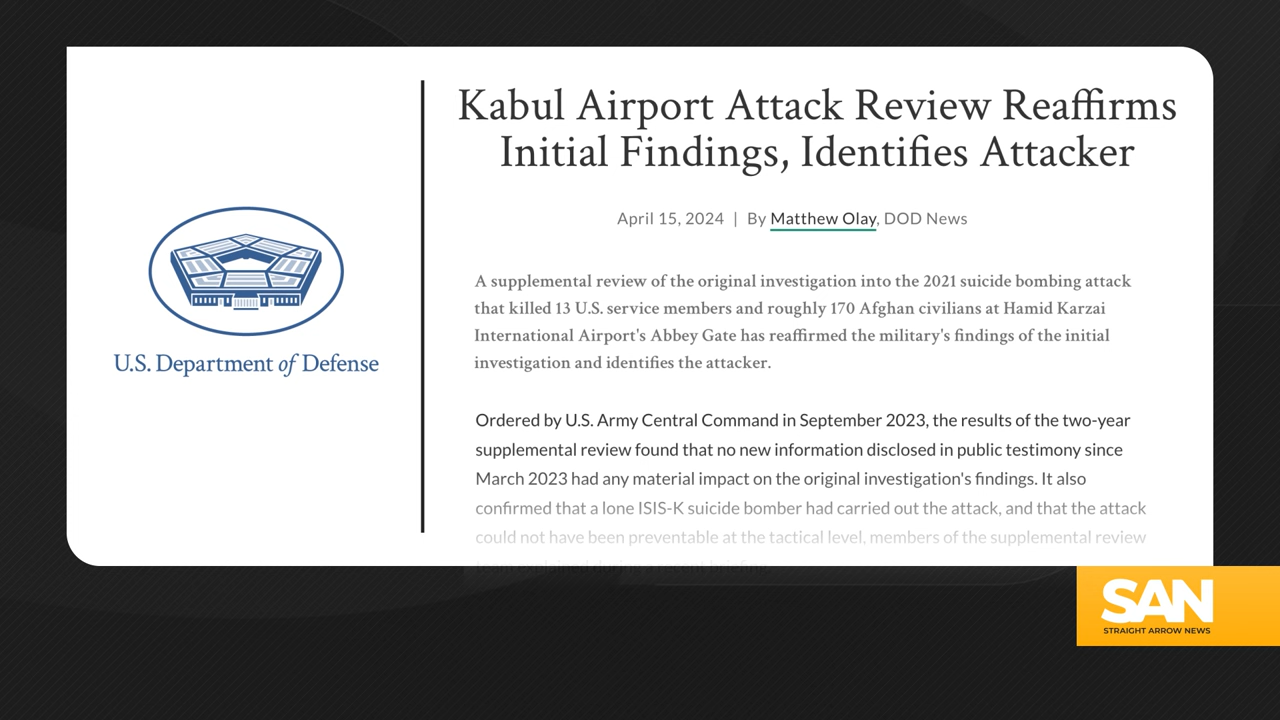 Kabul Airport Attack Review Reaffirms
Initial Findings, Identifies Attacker
April 15, 2024 | By Matthew Olay, DOD News
U.S. Department of Defense
A supplemental review of the original investigation into the 2021 suicide bombing attack
that killed 13 U.S. service members and roughly 170 Afghan civilians at Hamid Karzai
International Airport's Abbey Gate has reaffirmed the military's findings of the initial
investigation and identifies the attacker.
Ordered by U.S. Army Central Command in September 2023, the results of the two-year
supplemental review found that no new information disclosed in public testimony since
March 2023 had any material impact on the original investigation's findings. It also
confirmed that a lone ISIS-K suicide bomber had carried out the attack, and that the attack
could not have been preventable at the tactical level, members of the supplemental review
team explained during a recent briefing.
SAN
STRAIGHT ARROW NEWS